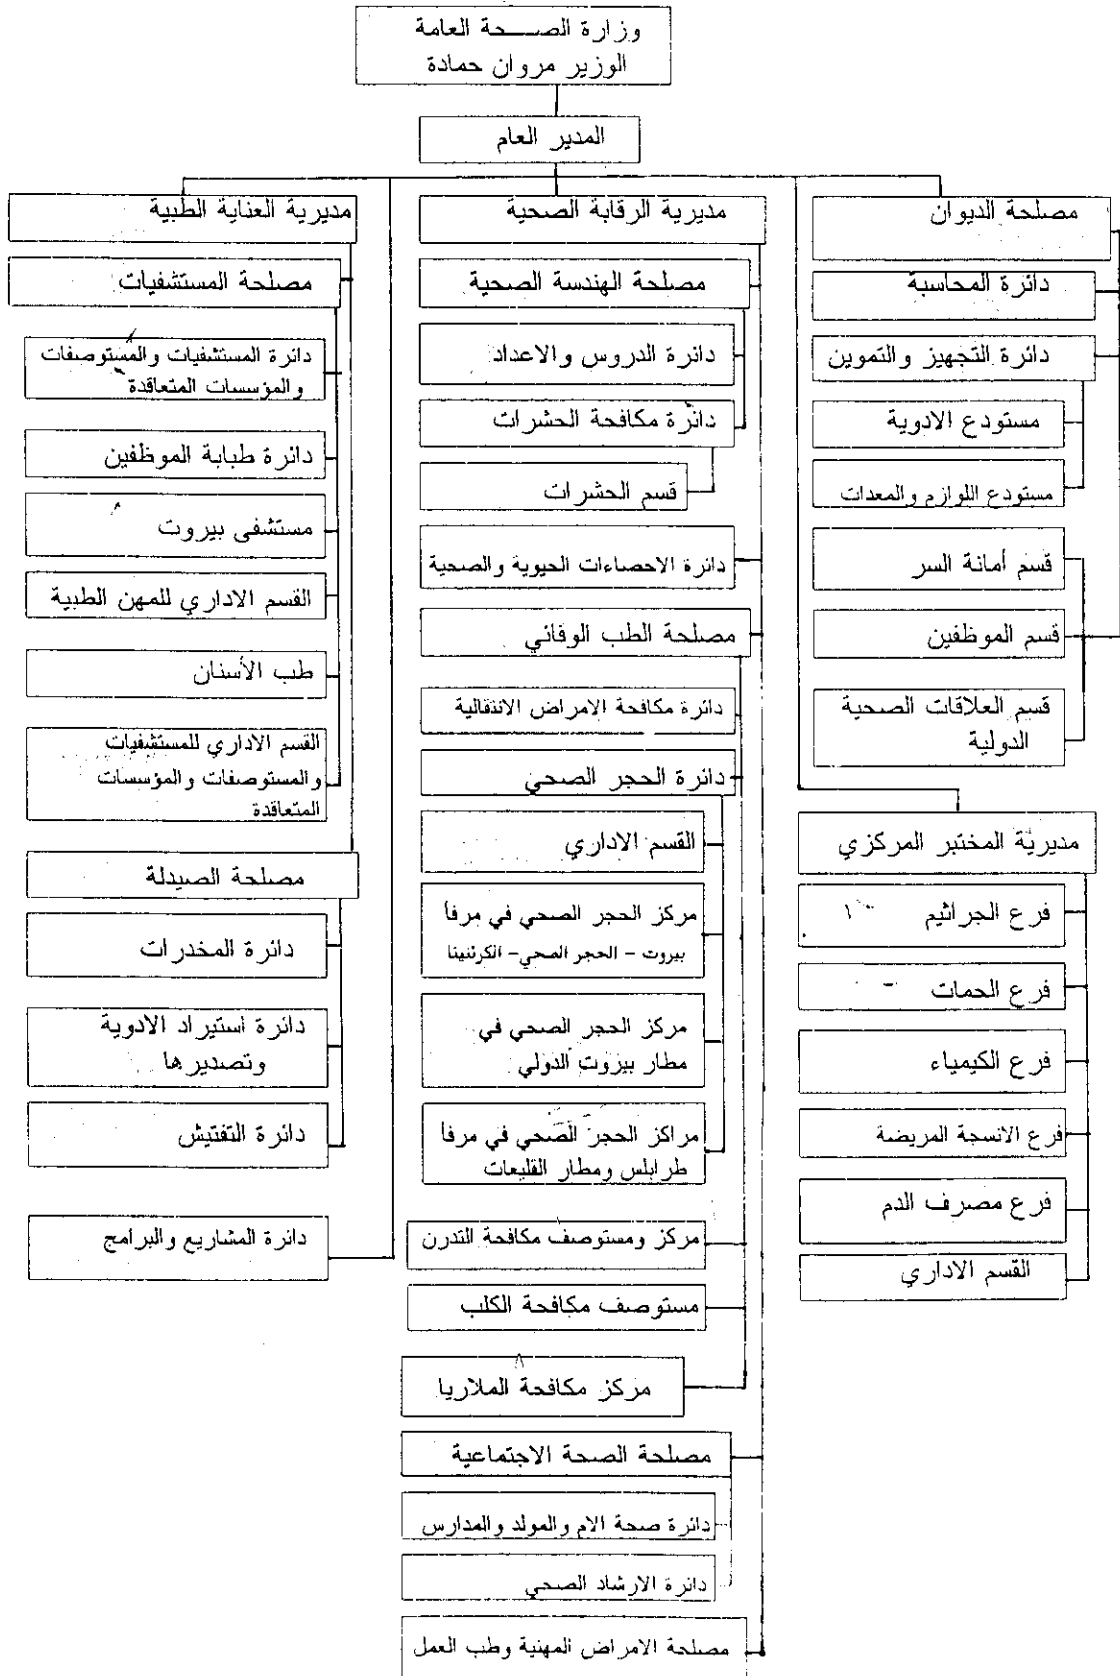 وزارة الصـــحة العامة
الوزير مروان حمادة
المدير العام
مصلحة الديوان
دائرة المحاسبة
دائرة التجهيز والتموين
مستودع الادوية
مستودع اللوازم والمعدات
قسم أمانة السر
قسم الموظفين
قسم العلاقات الصحية
الدولية
مديرية المختبر المركزي
فرع الجراثيم
فرع الحمات
فرع الكيمياء
فرع الانسجة المريضة
فرع مصرف الدم
القسم الاداري
مديرية الرقابة الصحية
مصلحة الهندسة الصحية
دائرة الدروس والاعداد
دائرة مكافحة الحشرات
قسم الحشرات
دائرة الاحصاءات الحيوية والصحية
مصلحة الطب الوقائي
دائرة مكافحة الامراض الانتقالية
دائرة الحجر الصحي
القسم الاداري
مركز الحجر الصحي في مرفأ
بيروت - الحجر الصحي - الكرنتينا
مركز الحجر الصحي في
مطار بيروت الدولي
مراكز الحجر الصحي في مرفأ
طرابلس ومطار القليعات
مركز ومستوصف مكافحة التدرن
مستوصف مكافحة الكلب
مركز مكافحة الملاريا
مصلحة الصحة الاجتماعية
دائرة صحة الام والمولد والمدارس
دائرة الارشاد الصحي
مصلحة الامراض المهنية وطب العمل
مديرية العناية الطبية
مصلحة المستشفيات
دائرة المستشفيات والمستوصفات
والمؤسسات المتعاقدة
دائرة طبابة الموظفين
مستشفى بيروت
القسم الاداري للمهن الطبية
طب الأسنان
القسم الاداري للمستشفيات
والمستوصفات والمؤسسات
المتعاقدة
مصلحة الصيدلة
دائرة المخدرات
دائرة استيراد الادوية
وتصديرها
دائرة التفتيش
دائرة المشاريع والبرامج